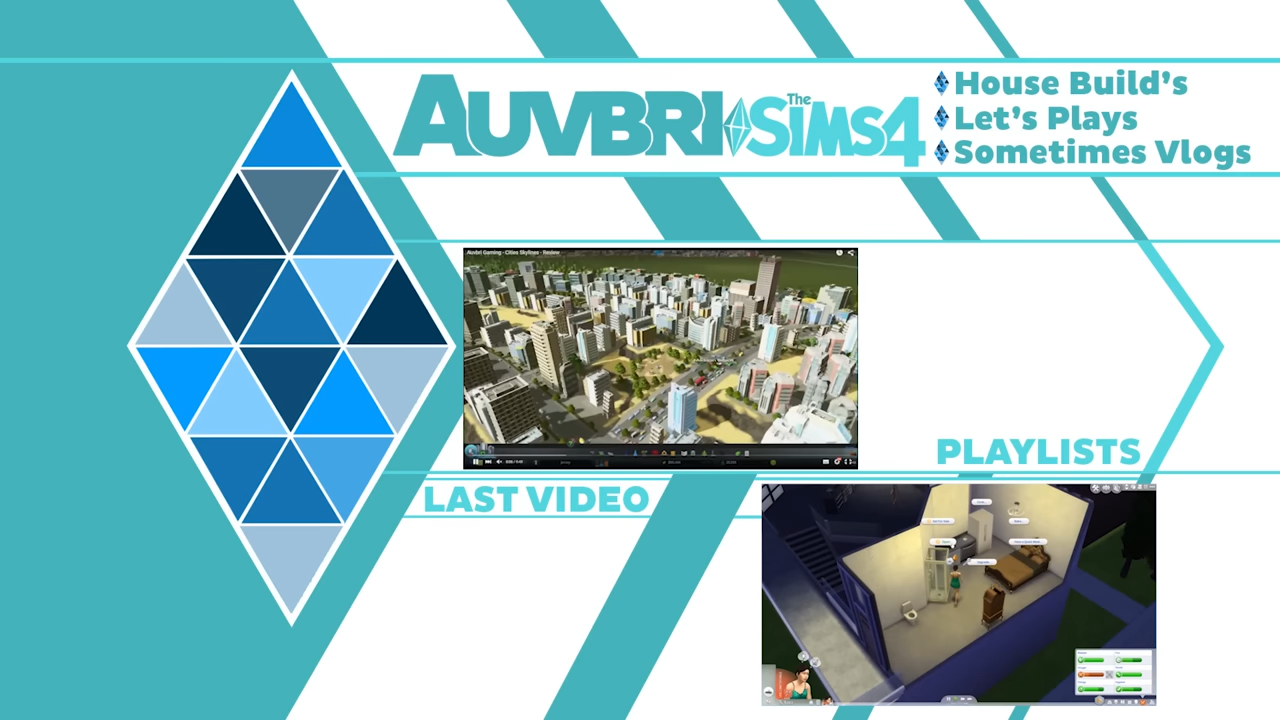 AUVBRI The SIMS4
House Build's
Let's Plays
Sometimes Vlogs
Auvbri Gaming - Cities Skylines - Review
PLAYLISTS
LAST VIDEO